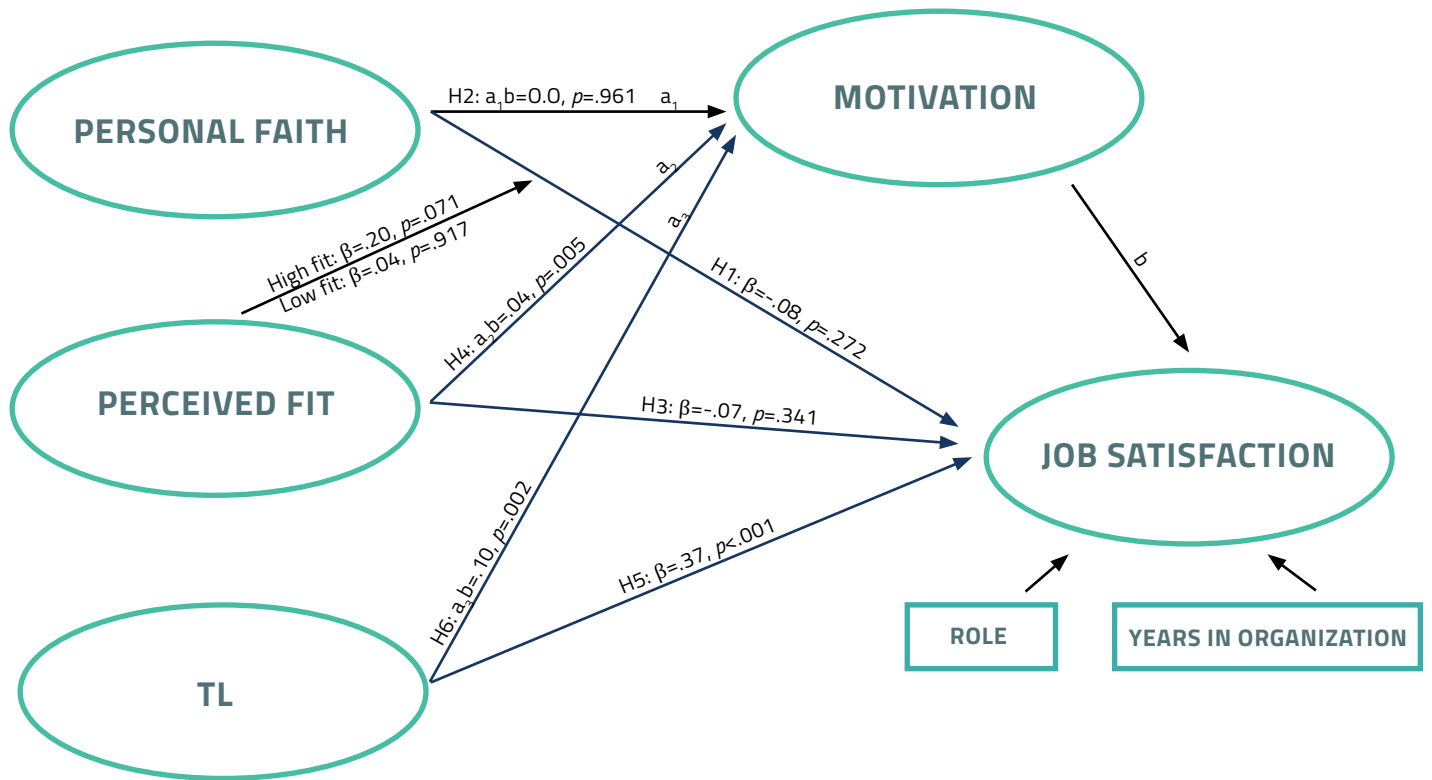 PERSONAL FAITH
MOTIVATION
H2: a₁b=0.0, p=.961
a₁
a₂
a₃
High fit: β=.20, p=.071
Low fit: β=.04, p=.917
H4: a₂b=.04, p=.005
H1: β=-.08, p=.272
b
PERCEIVED FIT
H3: β=-.07, p=.341
JOB SATISFACTION
H6: a₃b=.10, p=.002
H5: β=.37, p<.001
ROLE
YEARS IN ORGANIZATION
TL